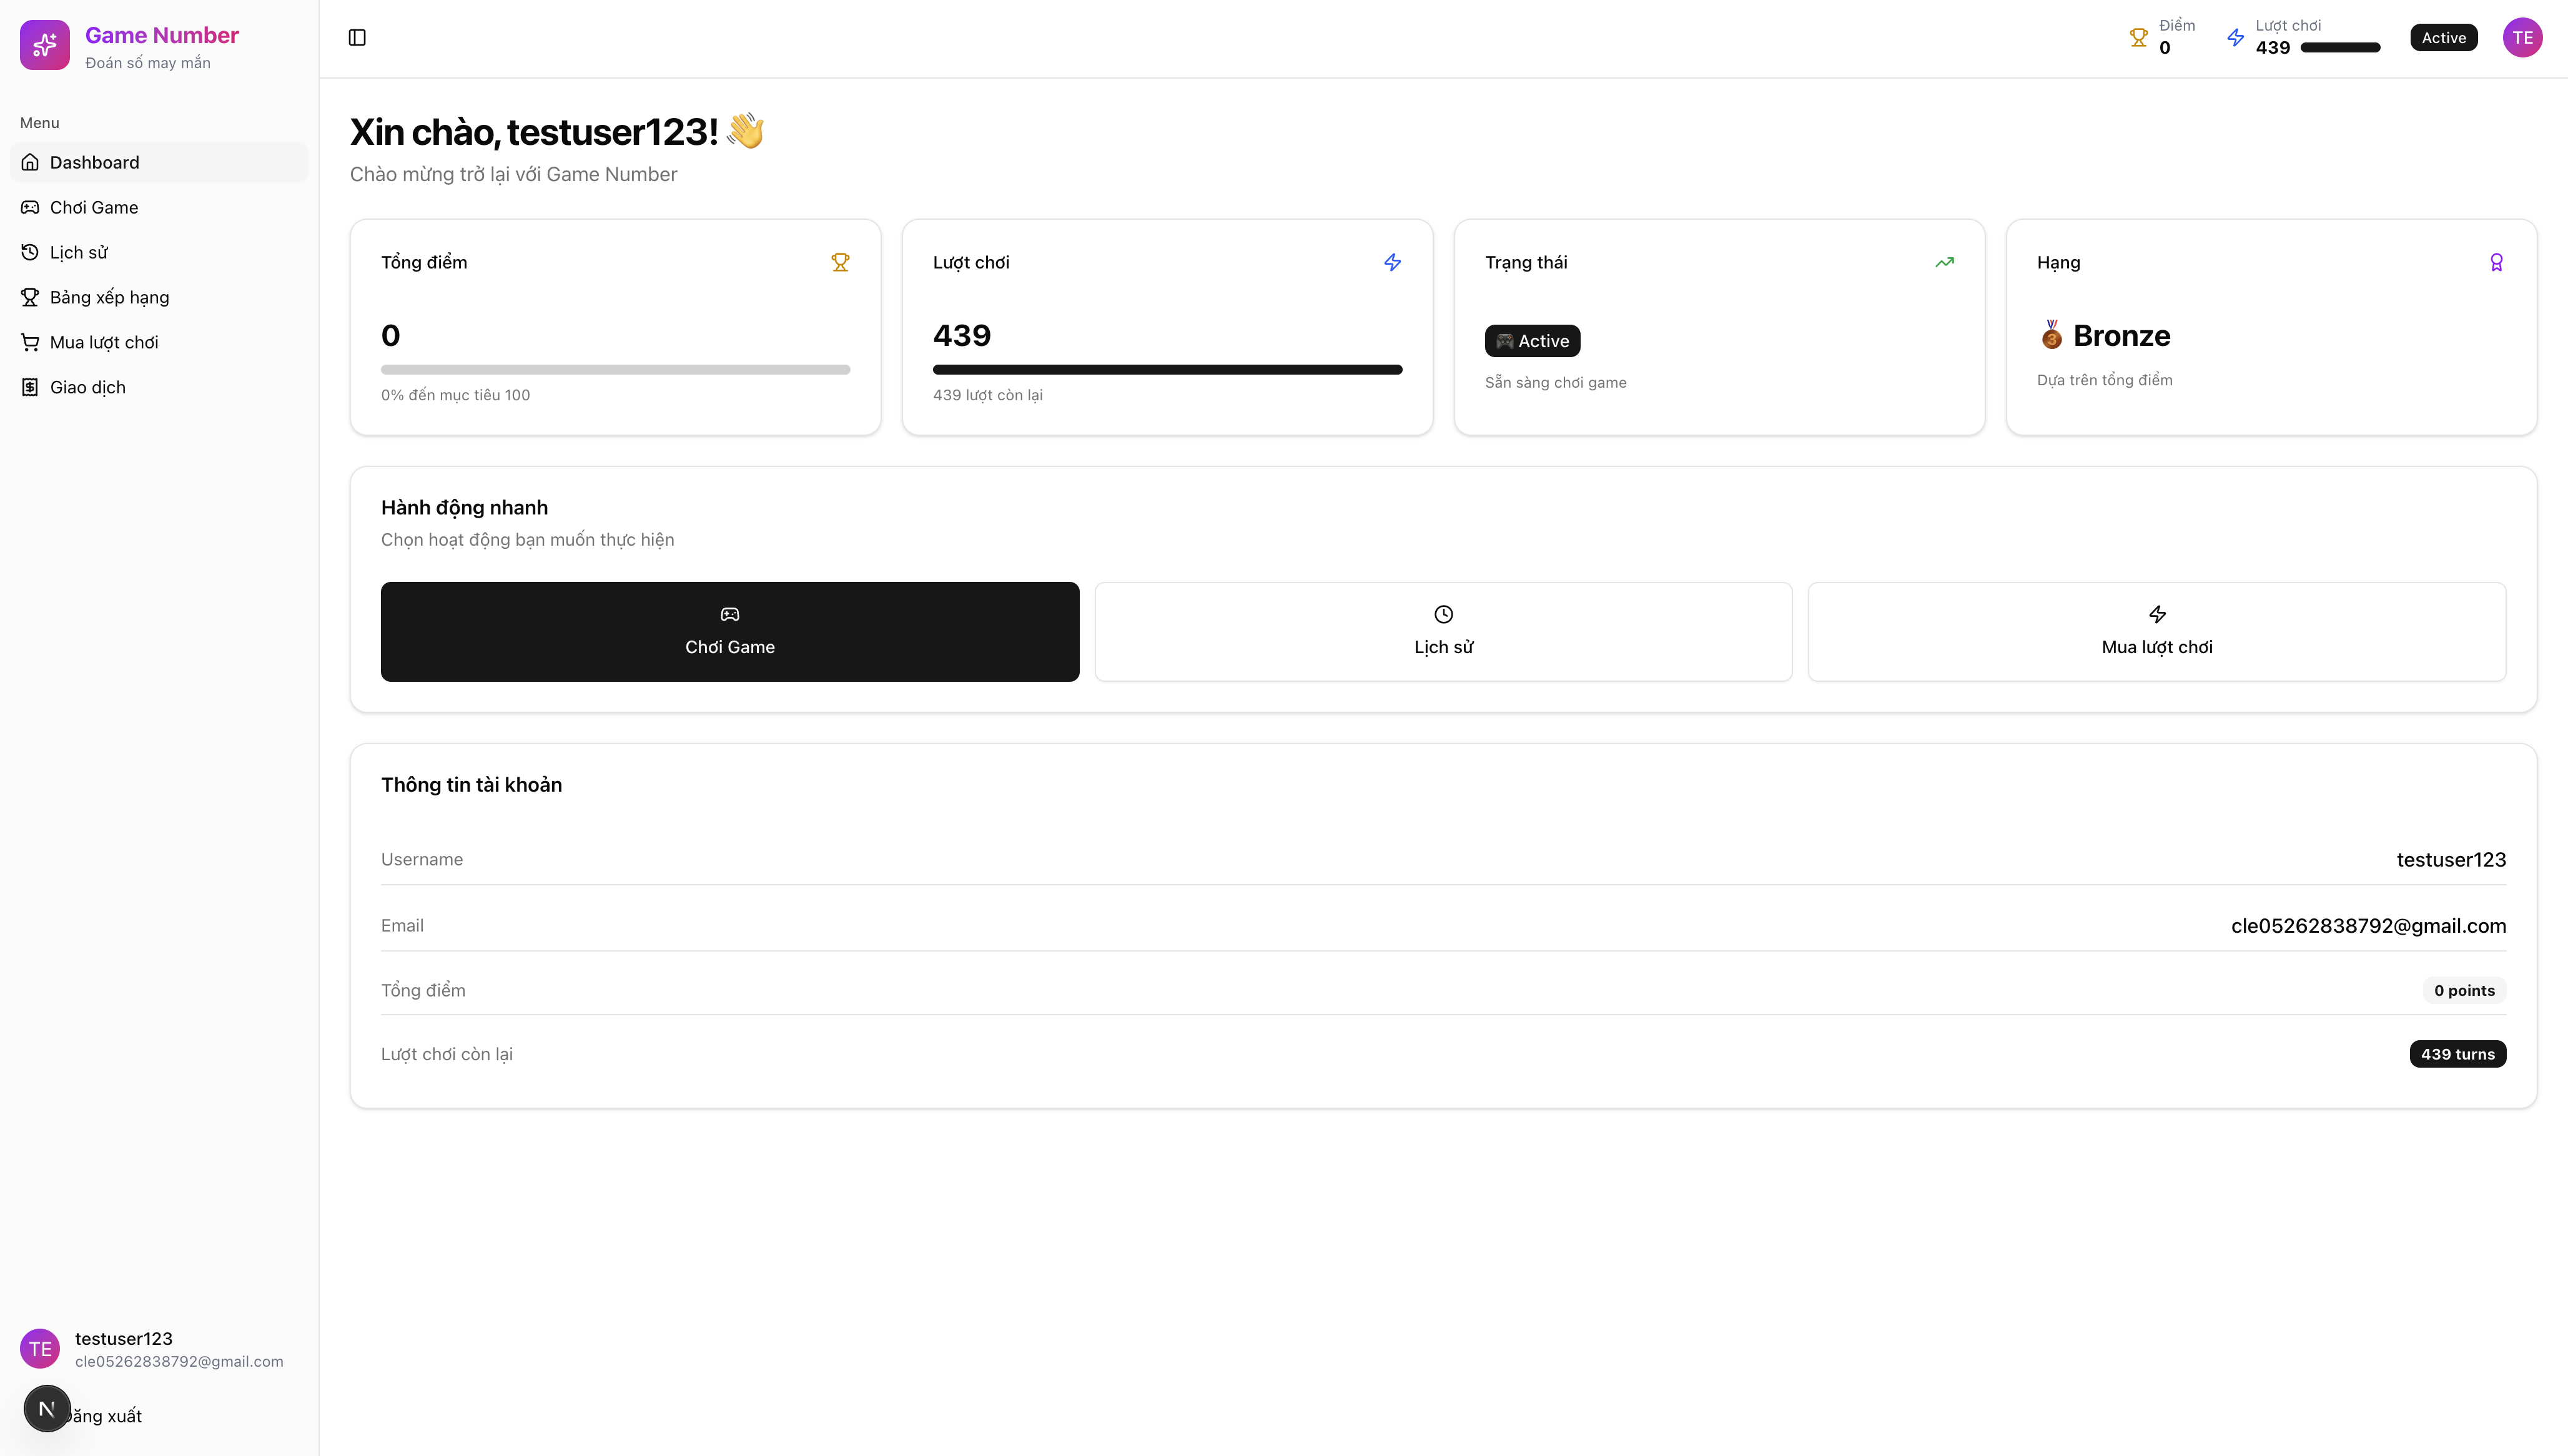 Game Number
Đoán số may mắn
Menu
Dashboard
Chơi Game
Lịch sử
Bảng xếp hạng
Mua lượt chơi
Giao dịch
testuser123
cle05262838792@gmail.com
TE
N
ăng xuất
Điểm
0
Lượt chơi
439
Active
TE
Xin chào, testuser123! 👋
Chào mừng trở lại với Game Number
Tổng điểm
0
0% đến mục tiêu 100
Lượt chơi
439
439 lượt còn lại
Trạng thái
🎮 Active
Sẵn sàng chơi game
Hạng
🥉 Bronze
Dựa trên tổng điểm
Hành động nhanh
Chọn hoạt động bạn muốn thực hiện
Chơi Game
Lịch sử
Mua lượt chơi
Thông tin tài khoản
Username
testuser123
Email
cle05262838792@gmail.com
Tổng điểm
0 points
Lượt chơi còn lại
439 turns